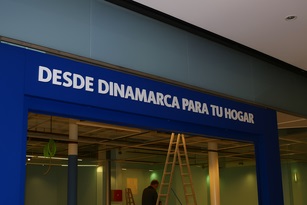 DESDE DINAMARCA PARA TU HOGAR